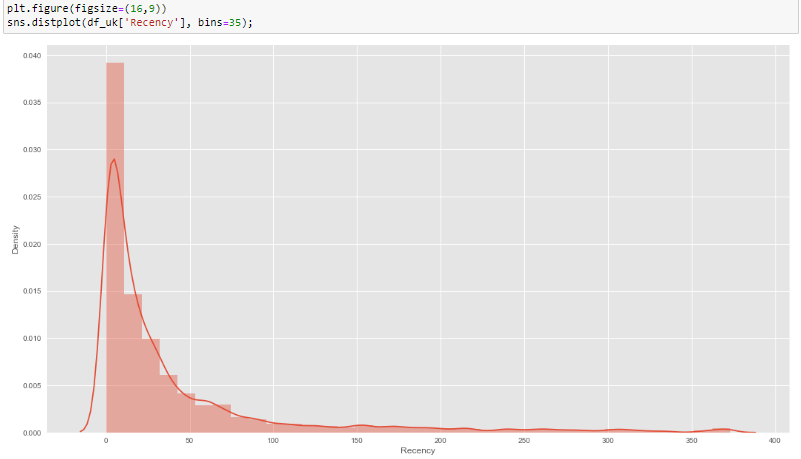 plt.figure(figsize=(16,9))
sns.distplot(df_uk['Recency'], bins=35);
0.040
0.035
0.030
0.025
0.020
0.015
0.010
0.005
0.000
Density
0 50 100 150 200 250 300 350 400
Recency